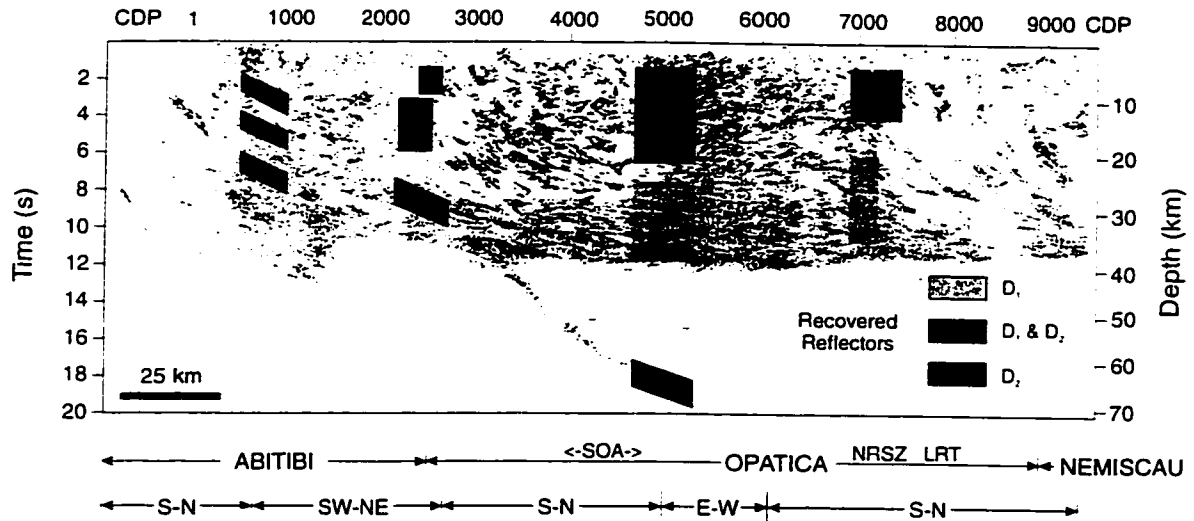 CDP 1 1000 2000 3000 4000 5000 6000 7000 8000 9000 CDP
Time (s)
2
4
6
8
10
12
14
16
18
20
10
20
30
40
50
60
70
Depth (km)
25 km
Recovered
Reflectors
D₁
D₁ & D₂
D₂
ABITIBI <-SOA-> OPATICA NRSZ LRT NEMISCAU
S-N SW-NE S-N E-W S-N